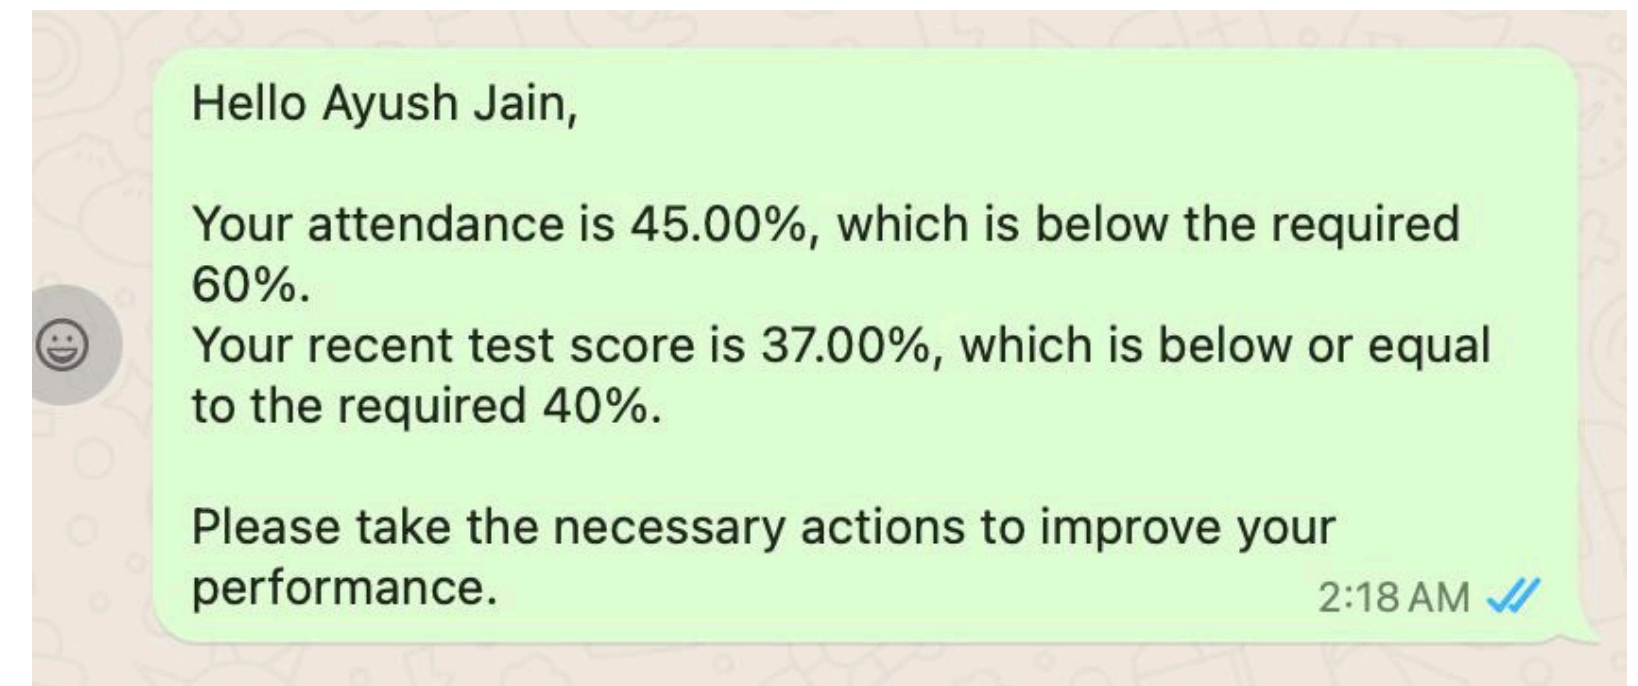 Hello Ayush Jain,
Your attendance is 45.00%, which is below the required
60%.
Your recent test score is 37.00%, which is below or equal
to the required 40%.
Please take the necessary actions to improve your
performance.
2:18 AM